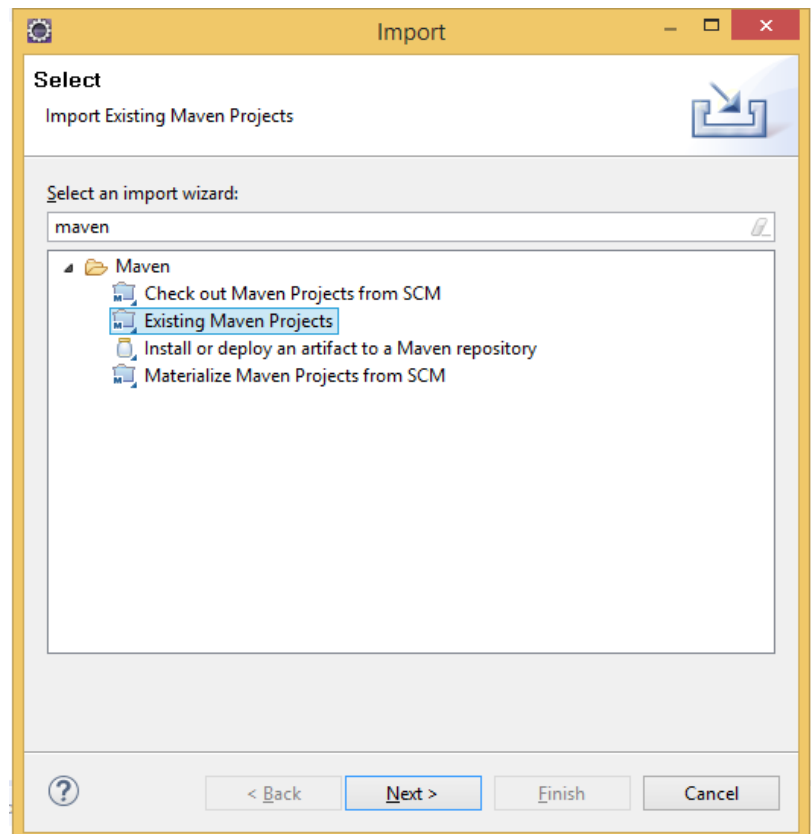 Import
Select
Import Existing Maven Projects
Select an import wizard:
maven
Maven
Check out Maven Projects from SCM
Existing Maven Projects
Install or deploy an artifact to a Maven repository
Materialize Maven Projects from SCM
< Back Next > Finish Cancel